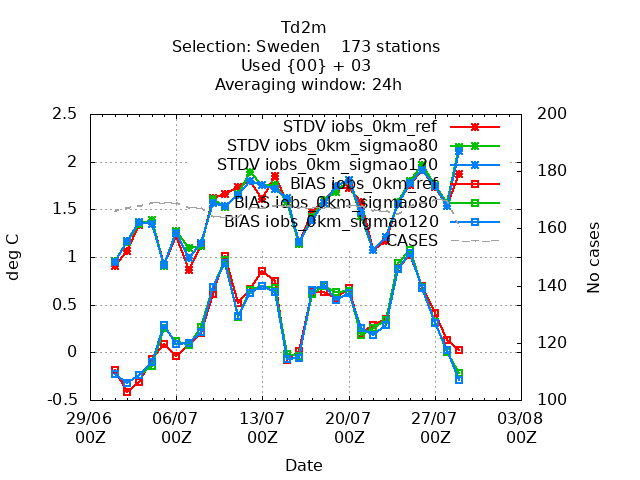 Td2m
Selection: Sweden 173 stations
Used {00} + 03
Averaging window: 24h
2.5
2
1.5
1
0.5
0
-0.5
deg C
200
180
160
140
120
100
No cases
STDV iobs_0km_ref
STDV iobs_0km_sigmao80
STDV iobs_0km_sigmao120
BIAS iobs_0km_ref
BIAS iobs_0km_sigmao80
BIAS iobs_0km_sigmao120
CASES
29/06 06/07 13/07 20/07 27/07 03/08
00Z 00Z 00Z 00Z 00Z 00Z
Date